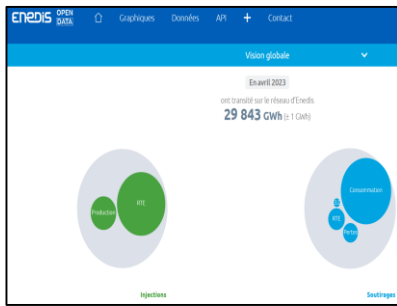 ENEDIS OPEN DATA
Graphiques Données API + Contact
Vision globale
En avril 2023
ont transité sur le réseau d'Enedis
29 843 GWh (± 1 GWh)
Production
RTE
Consommation
RTE
Pertes
Injections
Soutirages